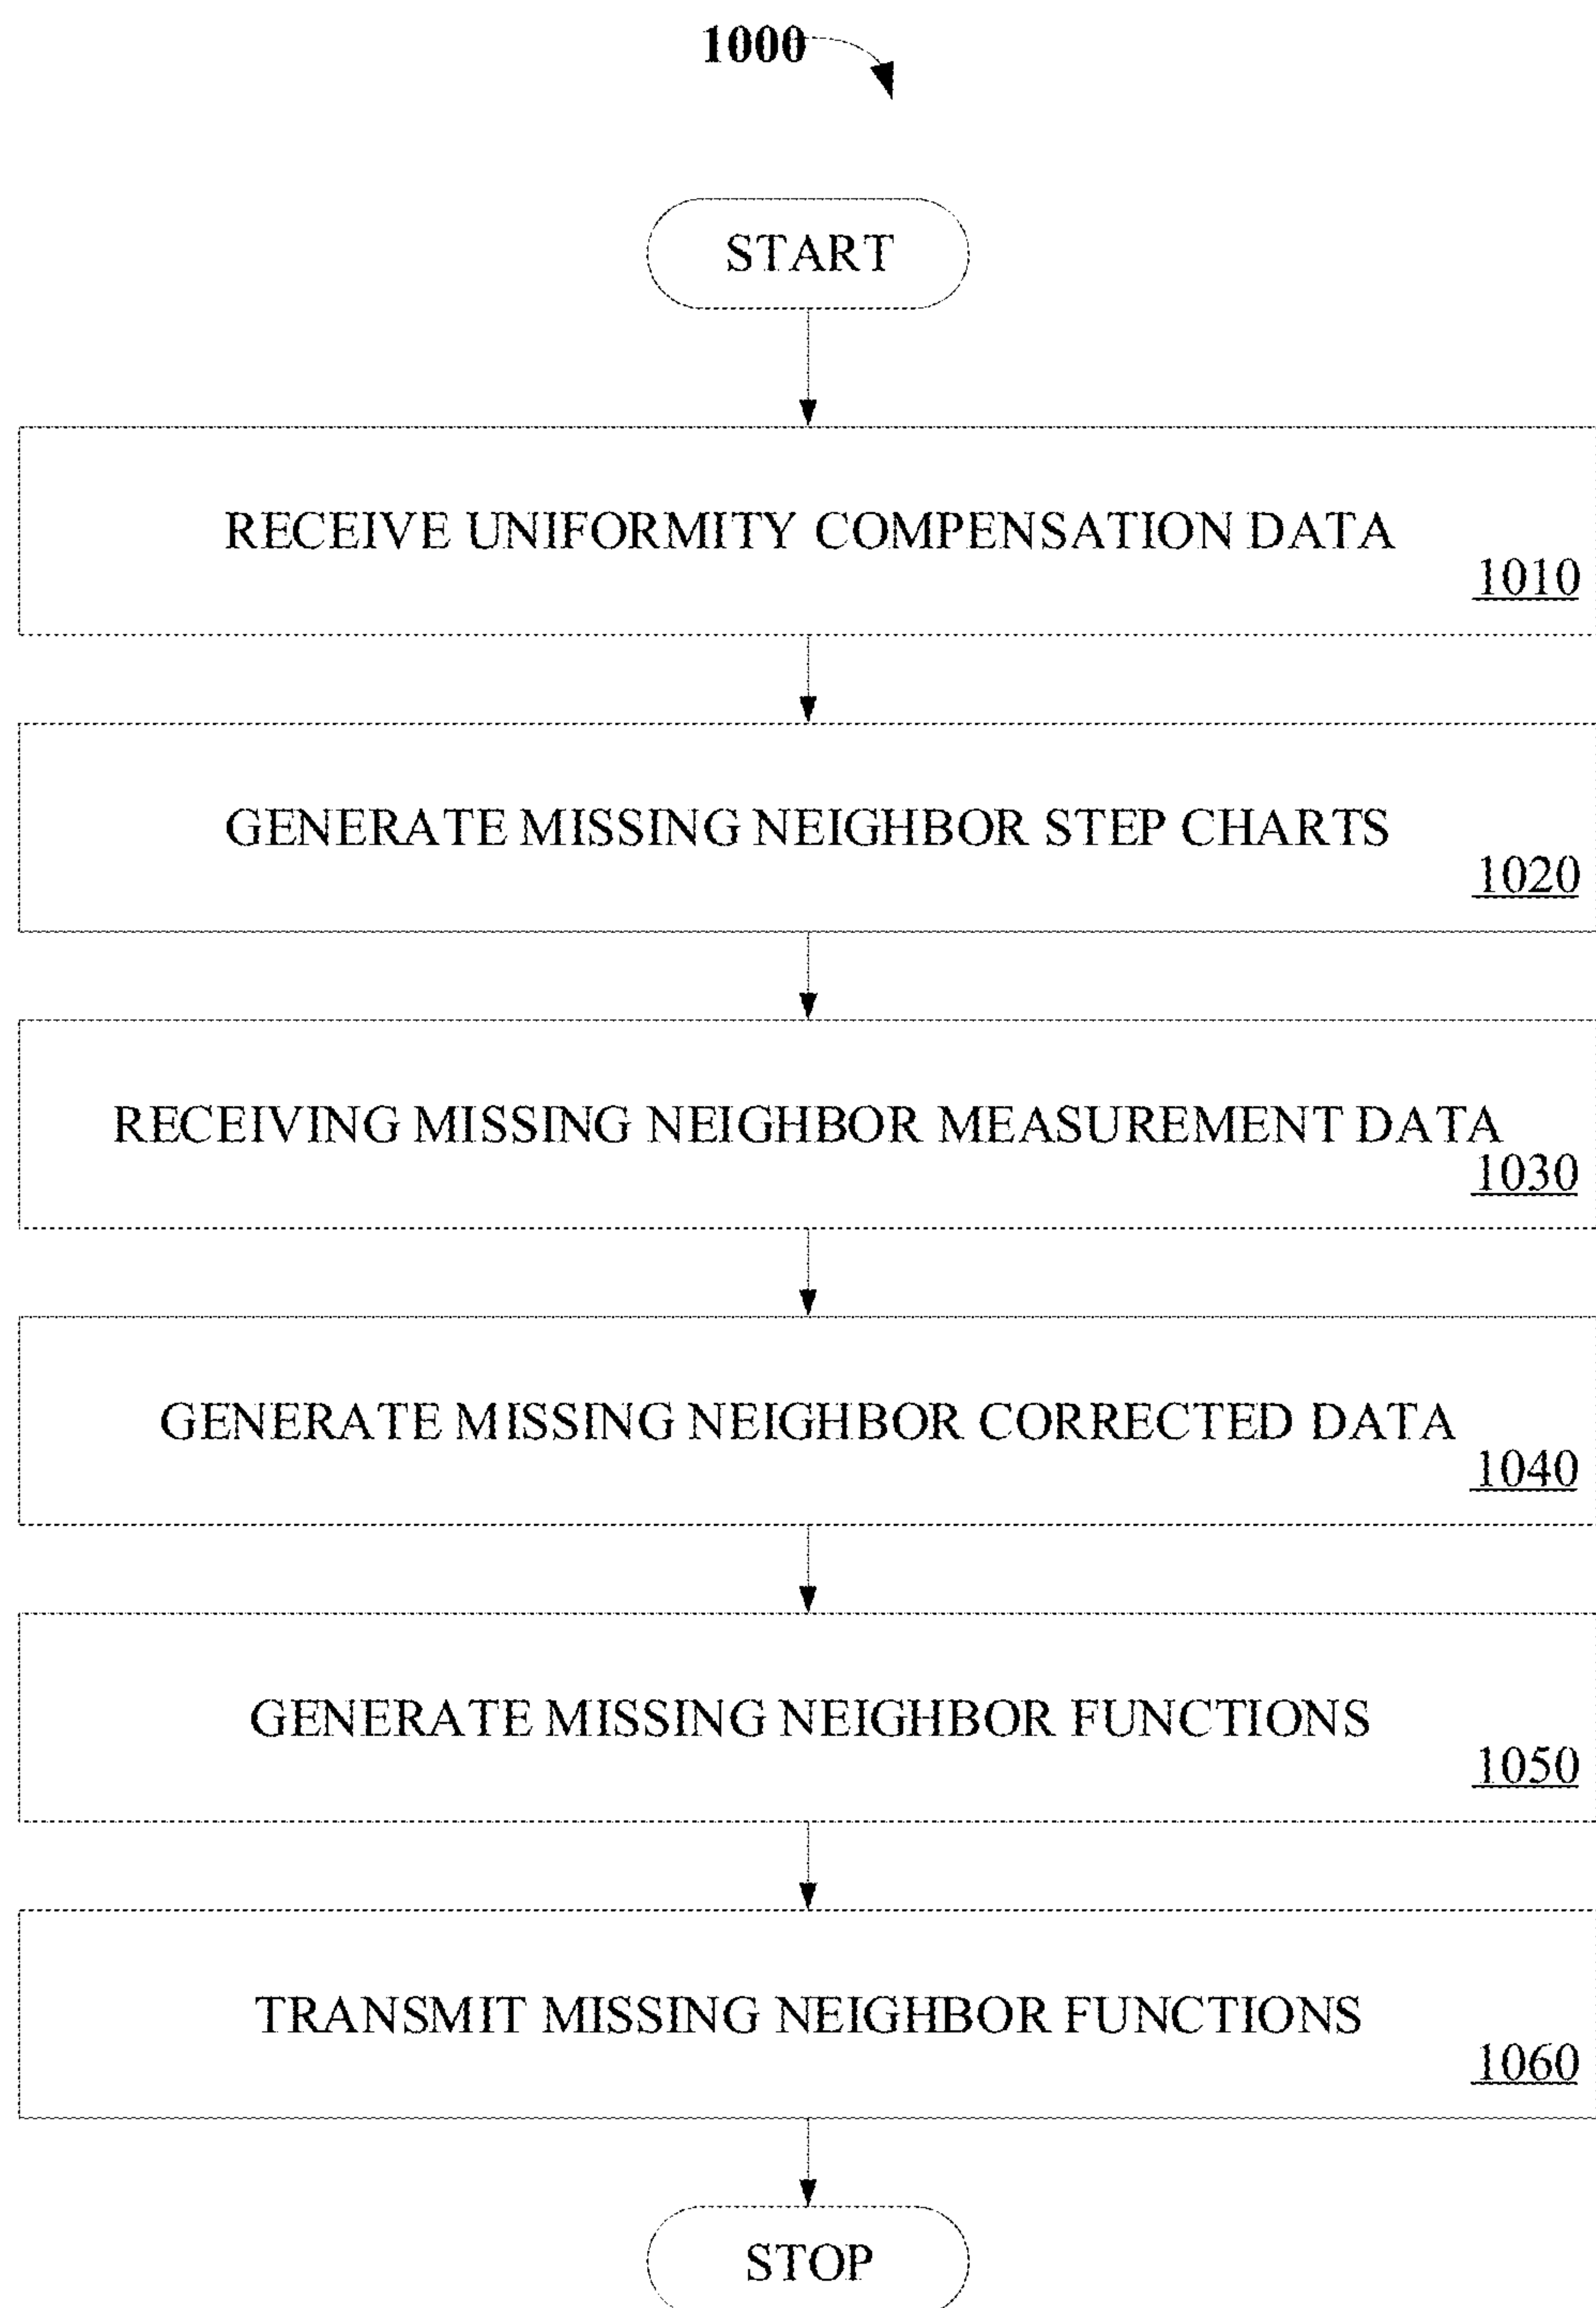 1000
START
RECEIVE UNIFORMITY COMPENSATION DATA
1010
GENERATE MISSING NEIGHBOR STEP CHARTS
1020
RECEIVING MISSING NEIGHBOR MEASUREMENT DATA
1030
GENERATE MISSING NEIGHBOR CORRECTED DATA
1040
GENERATE MISSING NEIGHBOR FUNCTIONS
1050
TRANSMIT MISSING NEIGHBOR FUNCTIONS
1060
STOP